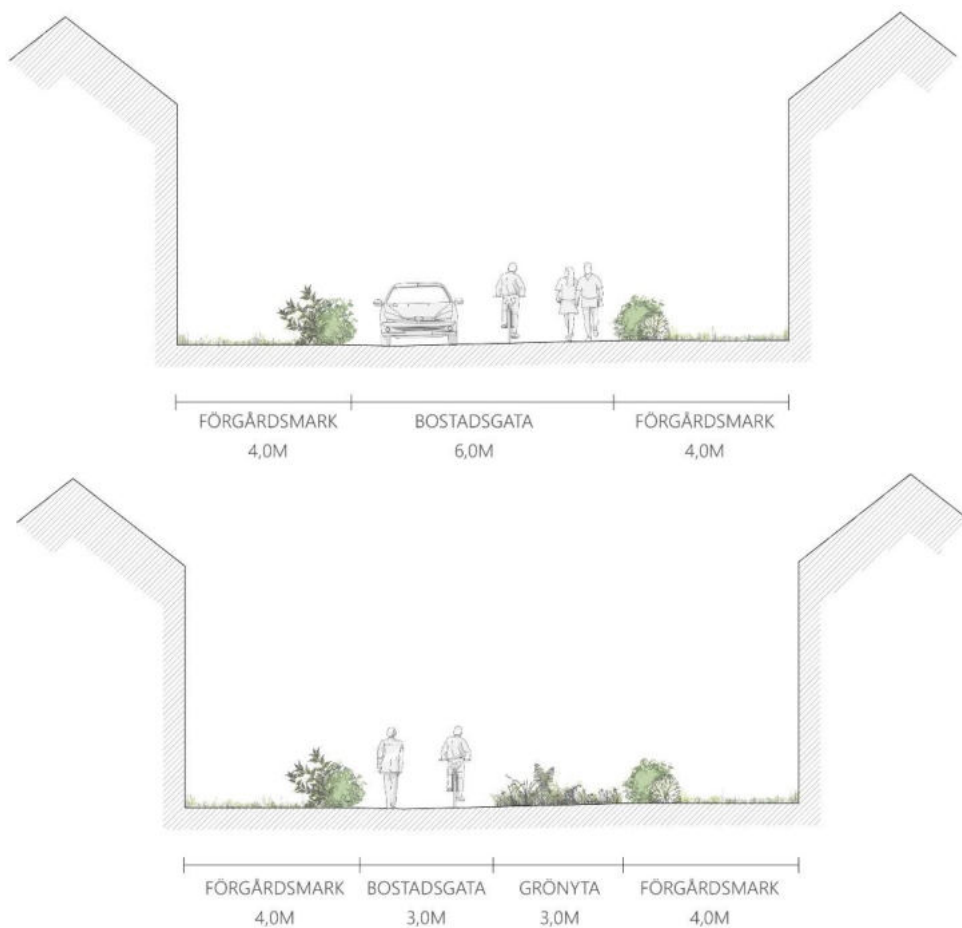 FÖRGÅRDSMARK BOSTADSGATA FÖRGÅRDSMARK
4,0M 6,0M 4,0M
FÖRGÅRDSMARK BOSTADSGATA GRÖNYTA FÖRGÅRDSMARK
4,0M 3,0M 3,0M 4,0M